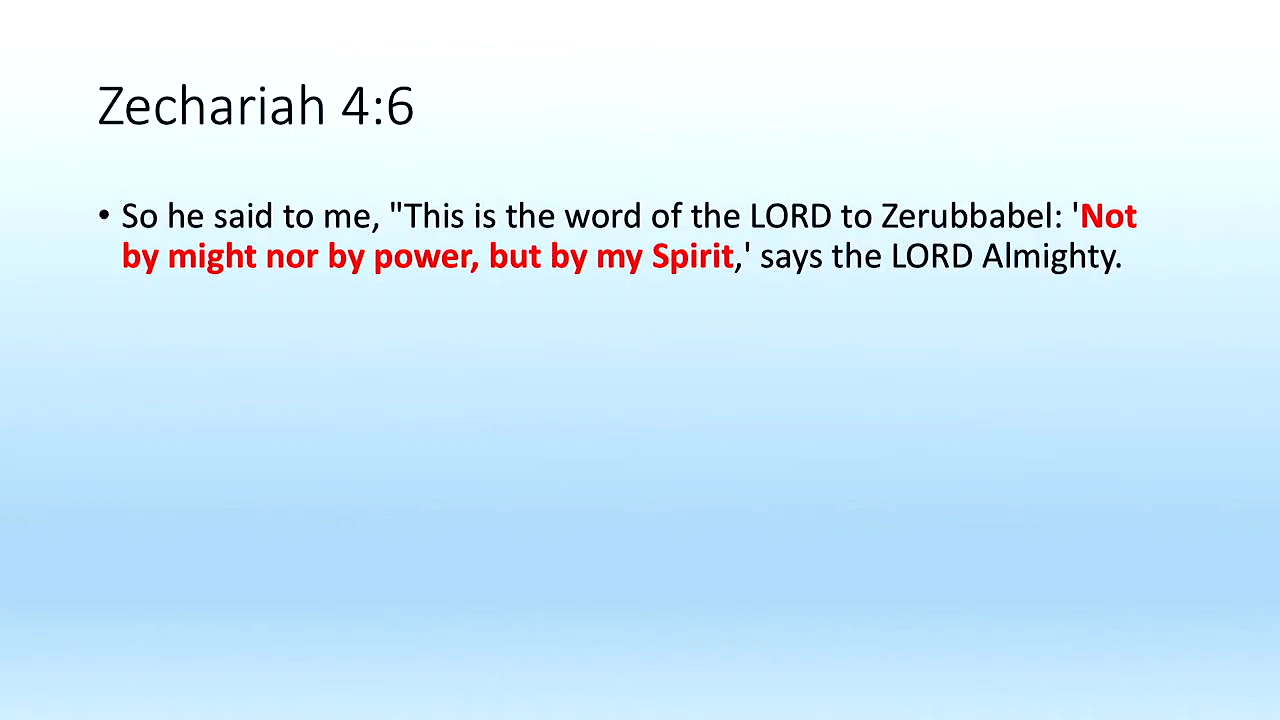 Zechariah 4:6
• So he said to me, "This is the word of the LORD to Zerubbabel: 'Not
by might nor by power, but by my Spirit,' says the LORD Almighty.